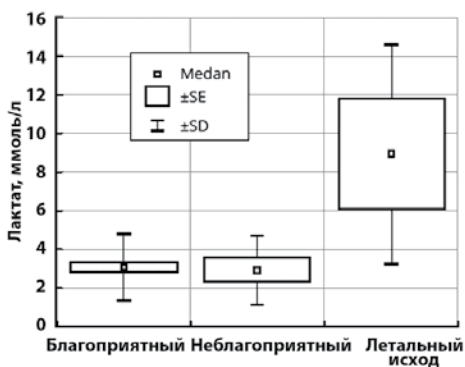 16
14
12
10
8
6
4
2
0
Лактат, ммоль/л
Medan
±SE
±SD
Благоприятный Неблагоприятный Летальный
исход